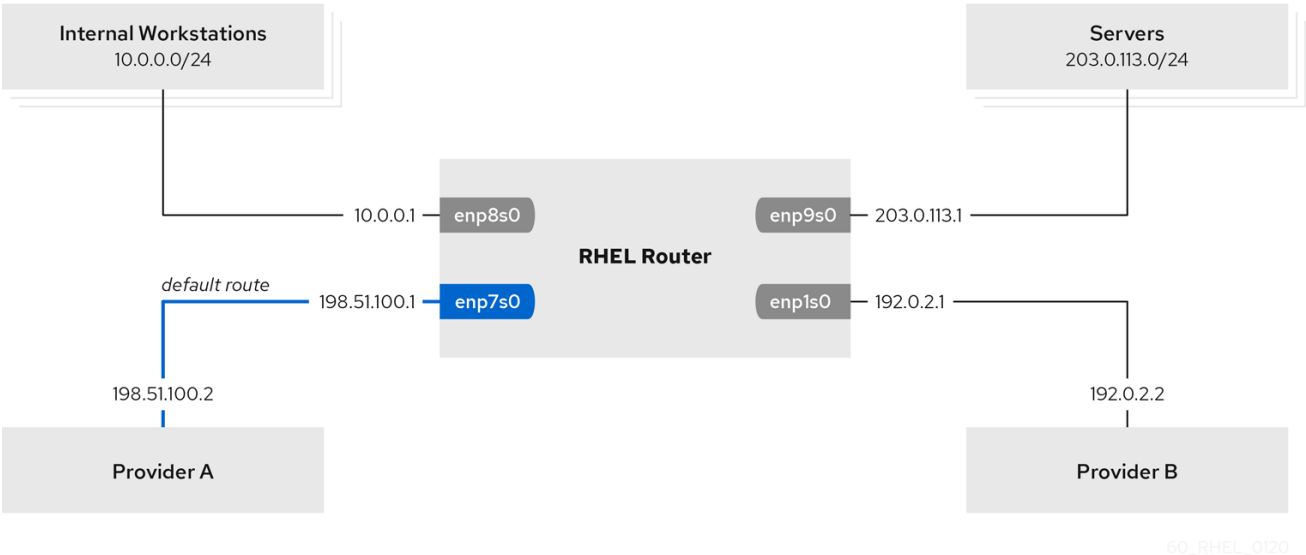 Internal Workstations
10.0.0.0/24
Servers
203.0.113.0/24
10.0.0.1
enp8s0
enp9s0
203.0.113.1
RHEL Router
default route
198.51.100.1
enp7s0
enp1s0
192.0.2.1
198.51.100.2
192.0.2.2
Provider A
Provider B
60_RHEL_0120